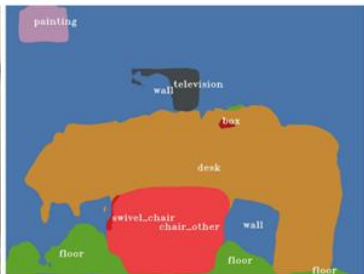 painting
television
wall
box
desk
swivel_chair
chair_other
wall
floor
floor
floor